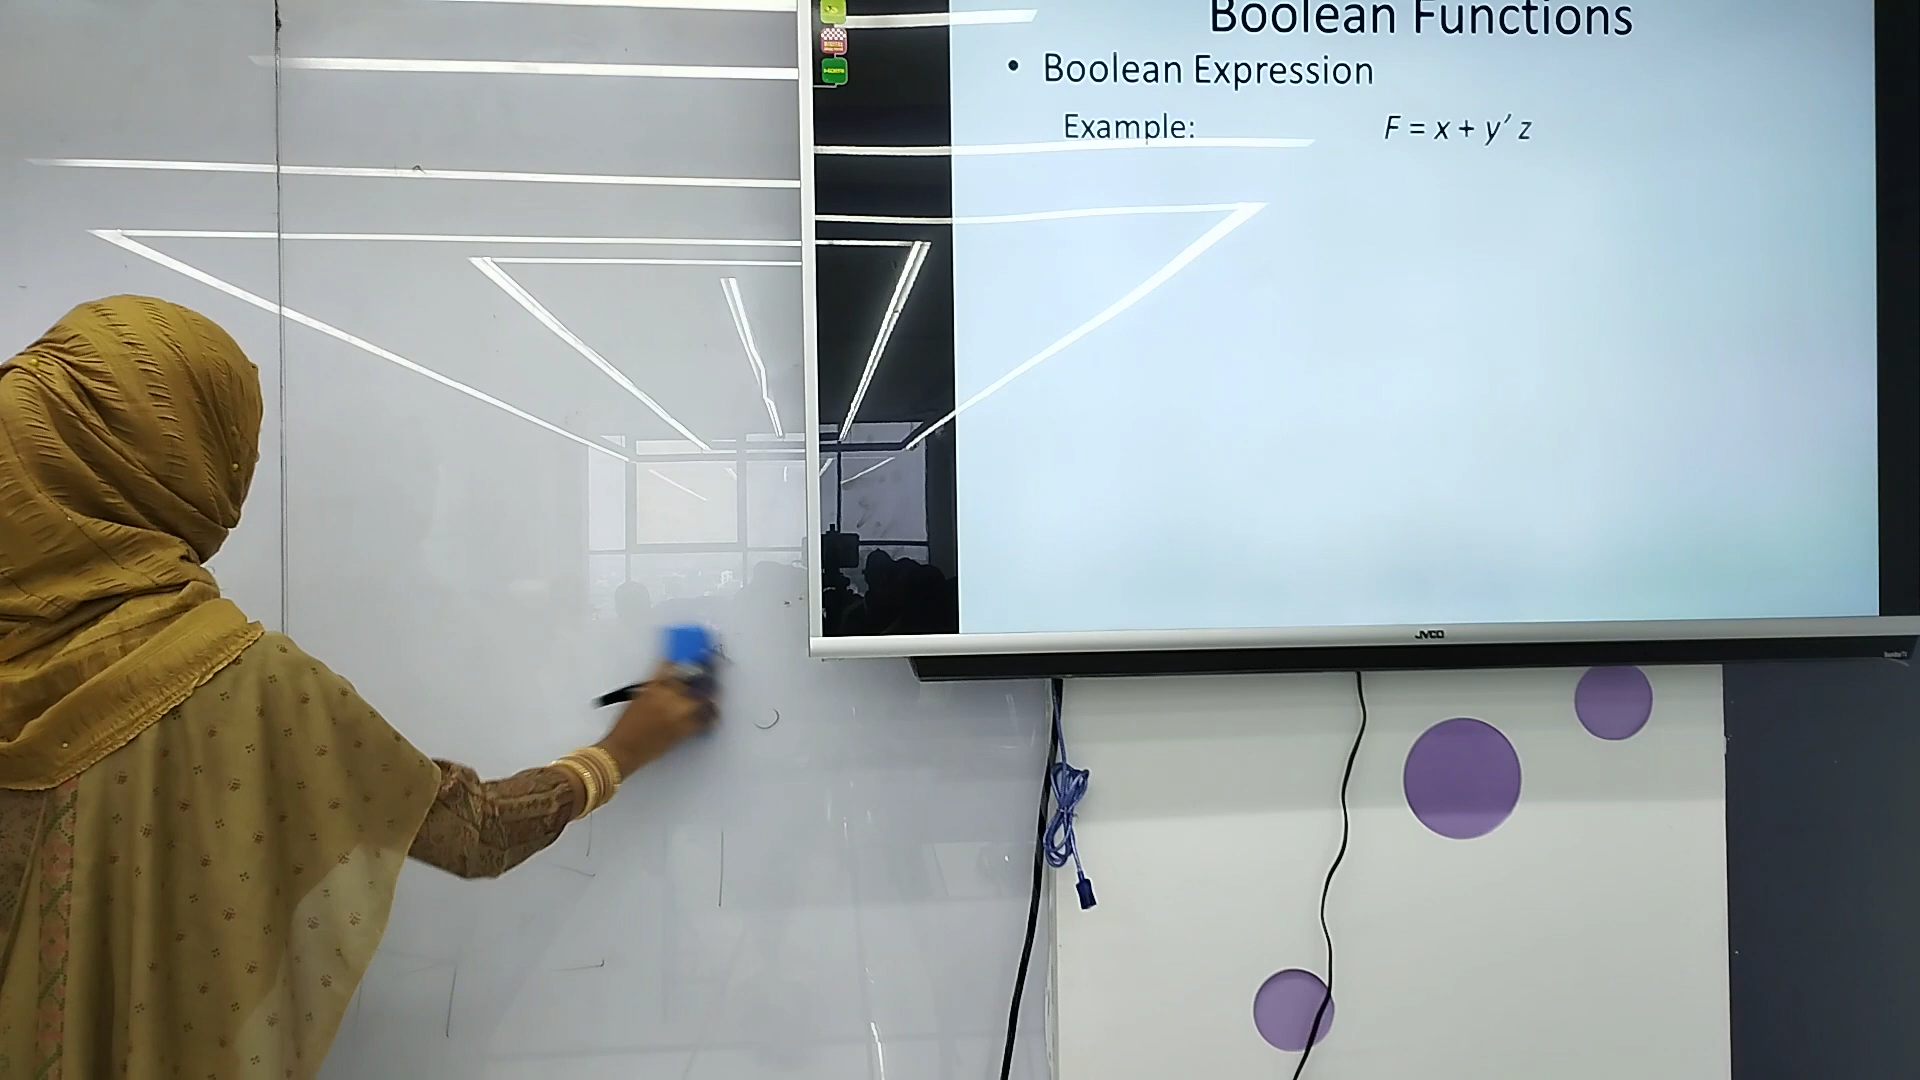 Boolean Functions
• Boolean Expression
Example: F = x + y′ z
JVCO